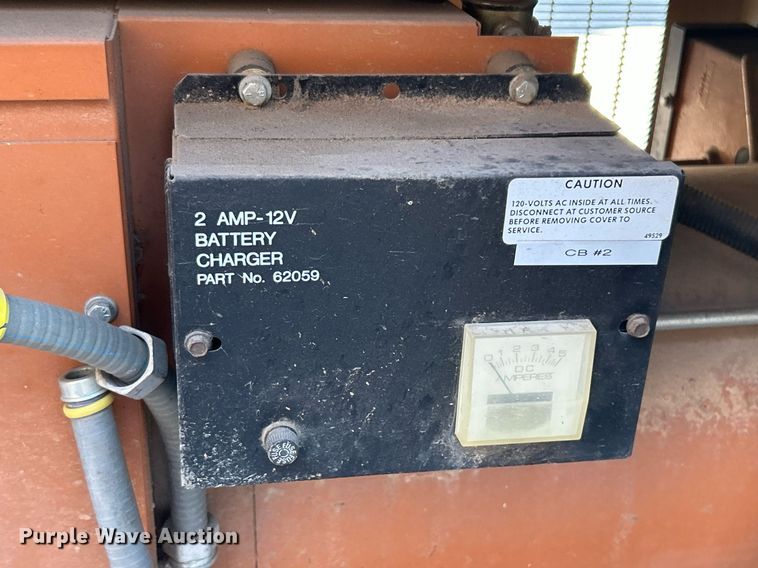 2 AMP-12V
BATTERY
CHARGER
PART No. 62059
CAUTION
120-VOLTS AC INSIDE AT ALL TIMES.
DISCONNECT AT CUSTOMER SOURCE
BEFORE REMOVING COVER TO
SERVICE.
49529
CB #2
0 1 2 3 4 5
DC
AMPERES
FUSE FUSE
Purple Wave Auction